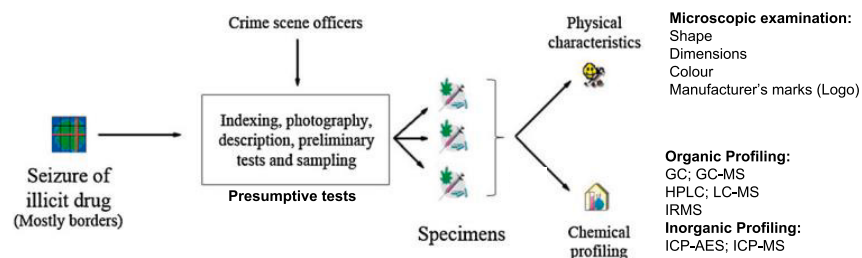 Crime scene officers
Indexing, photography,
description, preliminary
tests and sampling
Presumptive tests
Seizure of
illicit drug
(Mostly borders)
Specimens
Physical
characteristics
Chemical
profiling
Microscopic examination:
Shape
Dimensions
Colour
Manufacturer's marks (Logo)
Organic Profiling:
GC; GC-MS
HPLC; LC-MS
IRMS
Inorganic Profiling:
ICP-AES; ICP-MS